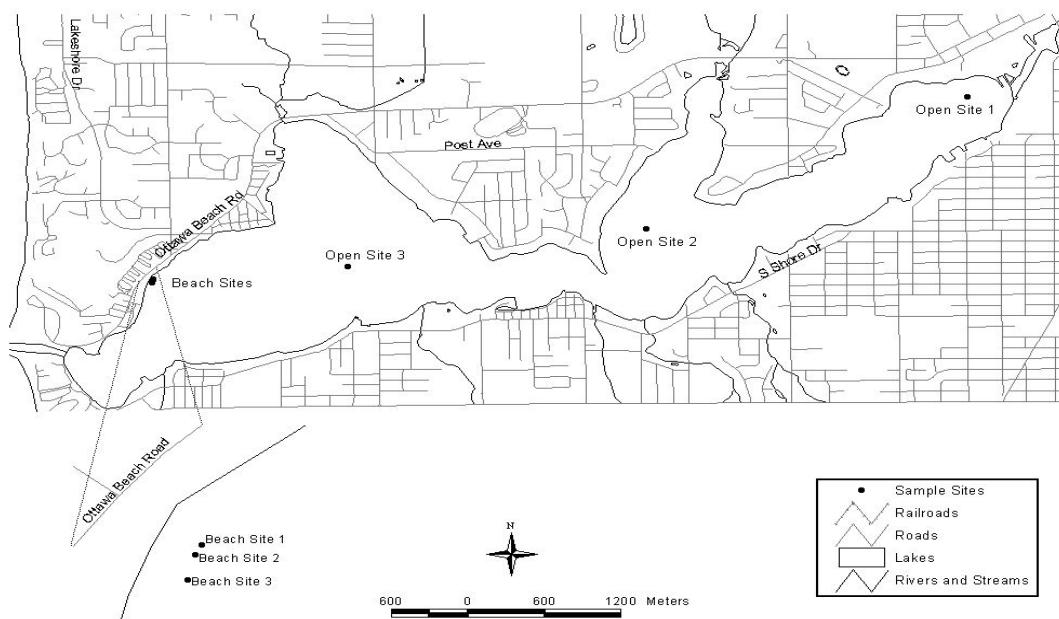 Lakeshore Dr
Open Site 1
Post Ave
Ottawa Beach Rd
Open Site 2
S Shore Dr
Open Site 3
Beach Sites
Ottawa Beach Road
Beach Site 1
Beach Site 2
Beach Site 3
N
600 0 600 1200 Meters
Sample Sites
Railroads
Roads
Lakes
Rivers and Streams